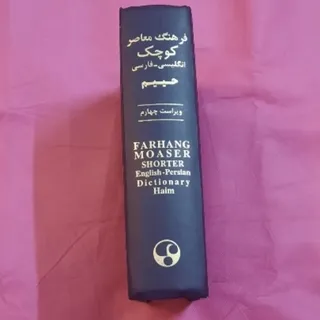 فرهنگ معاصر
کوچک
انگلیسی-فارسی
حییم
ویراست چهارم
FARHANG
MOASER
SHORTER
English-Persian
Dictionary
Haim